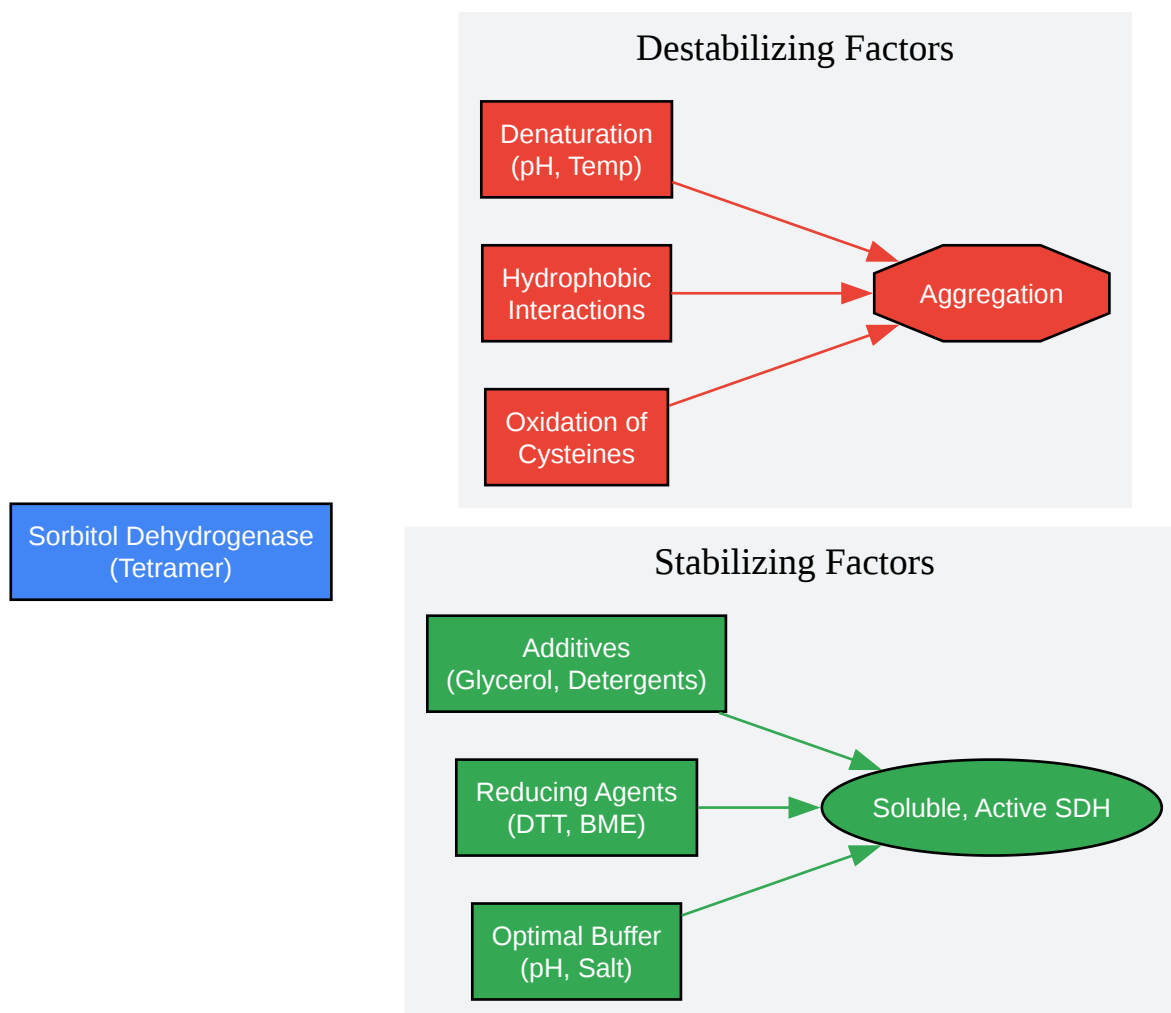 Destabilizing Factors
Denaturation
(pH, Temp)
Hydrophobic
Interactions
Aggregation
Oxidation of
Cysteines
Sorbitol Dehydrogenase
(Tetramer)
Stabilizing Factors
Additives
(Glycerol, Detergents)
Reducing Agents
(DTT, BME)
Soluble, Active SDH
Optimal Buffer
(pH, Salt)